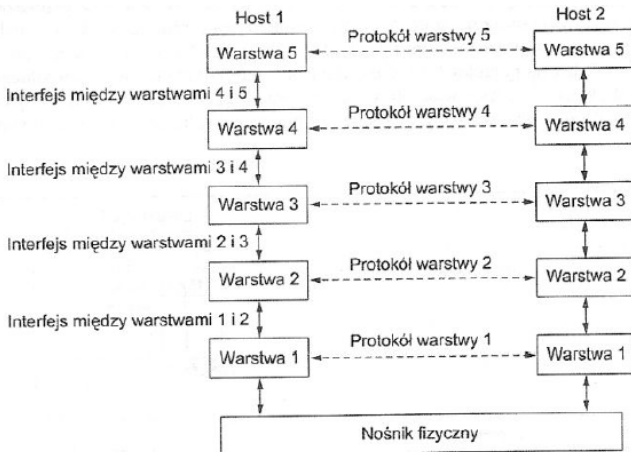 Host 1 Host 2
Warstwa 5 Protokół warstwy 5 Warstwa 5
Interfejs między warstwami 4 i 5
Warstwa 4 Protokół warstwy 4 Warstwa 4
Interfejs między warstwami 3 i 4
Warstwa 3 Protokół warstwy 3 Warstwa 3
Interfejs między warstwami 2 i 3
Warstwa 2 Protokół warstwy 2 Warstwa 2
Interfejs między warstwami 1 i 2
Warstwa 1 Protokół warstwy 1 Warstwa 1
Nośnik fizyczny